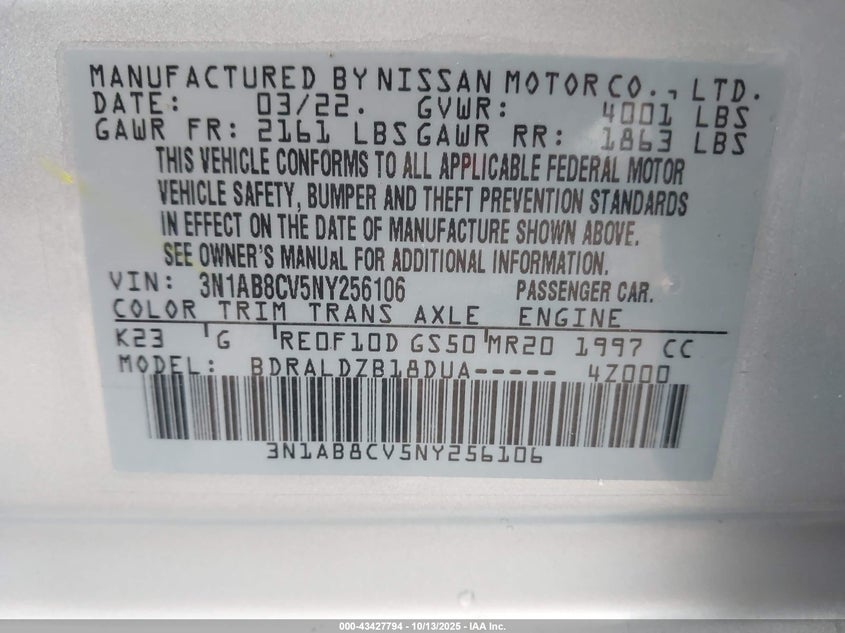 MANUFACTURED BY NISSAN MOTOR CO., LTD.
DATE: 03/22. GVWR: 4001 LBS
GAWR FR: 2161 LBS GAWR RR: 1863 LBS
THIS VEHICLE CONFORMS TO ALL APPLICABLE FEDERAL MOTOR
VEHICLE SAFETY, BUMPER AND THEFT PREVENTION STANDARDS
IN EFFECT ON THE DATE OF MANUFACTURE SHOWN ABOVE.
SEE OWNER'S MANUAL FOR ADDITIONAL INFORMATION.
VIN: 3N1AB8CV5NY256106 PASSENGER CAR.
COLOR TRIM TRANS AXLE ENGINE
K23 G RE0F10D GS50 MR20 1997 CC
MODEL: BDRALDZB18DUA----- 4Z000
3N1AB8CV5NY256106
000-43427794 - 10/13/2025 - IAA Inc.